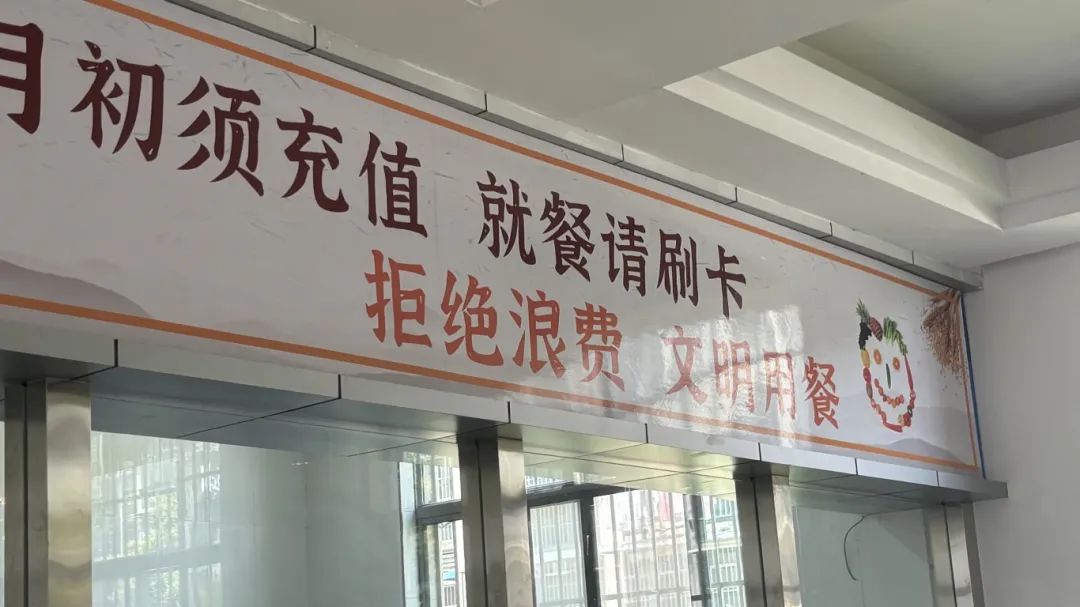 月初须充值 就餐请刷卡
拒绝浪费 文明用餐